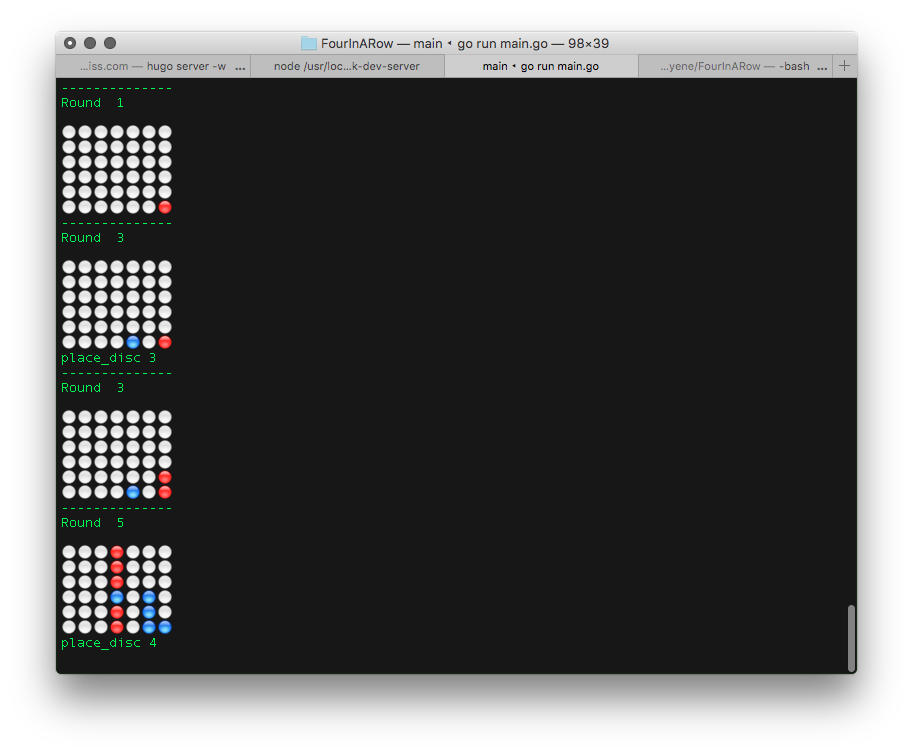 FourInARow — main • go run main.go — 98×39
...iss.com — hugo server -w ...
node /usr/loc...k-dev-server
main • go run main.go
...yene/FourInARow — -bash ...
--------------
Round 1
--------------
Round 3
place_disc 3
--------------
Round 3
--------------
Round 5
place_disc 4